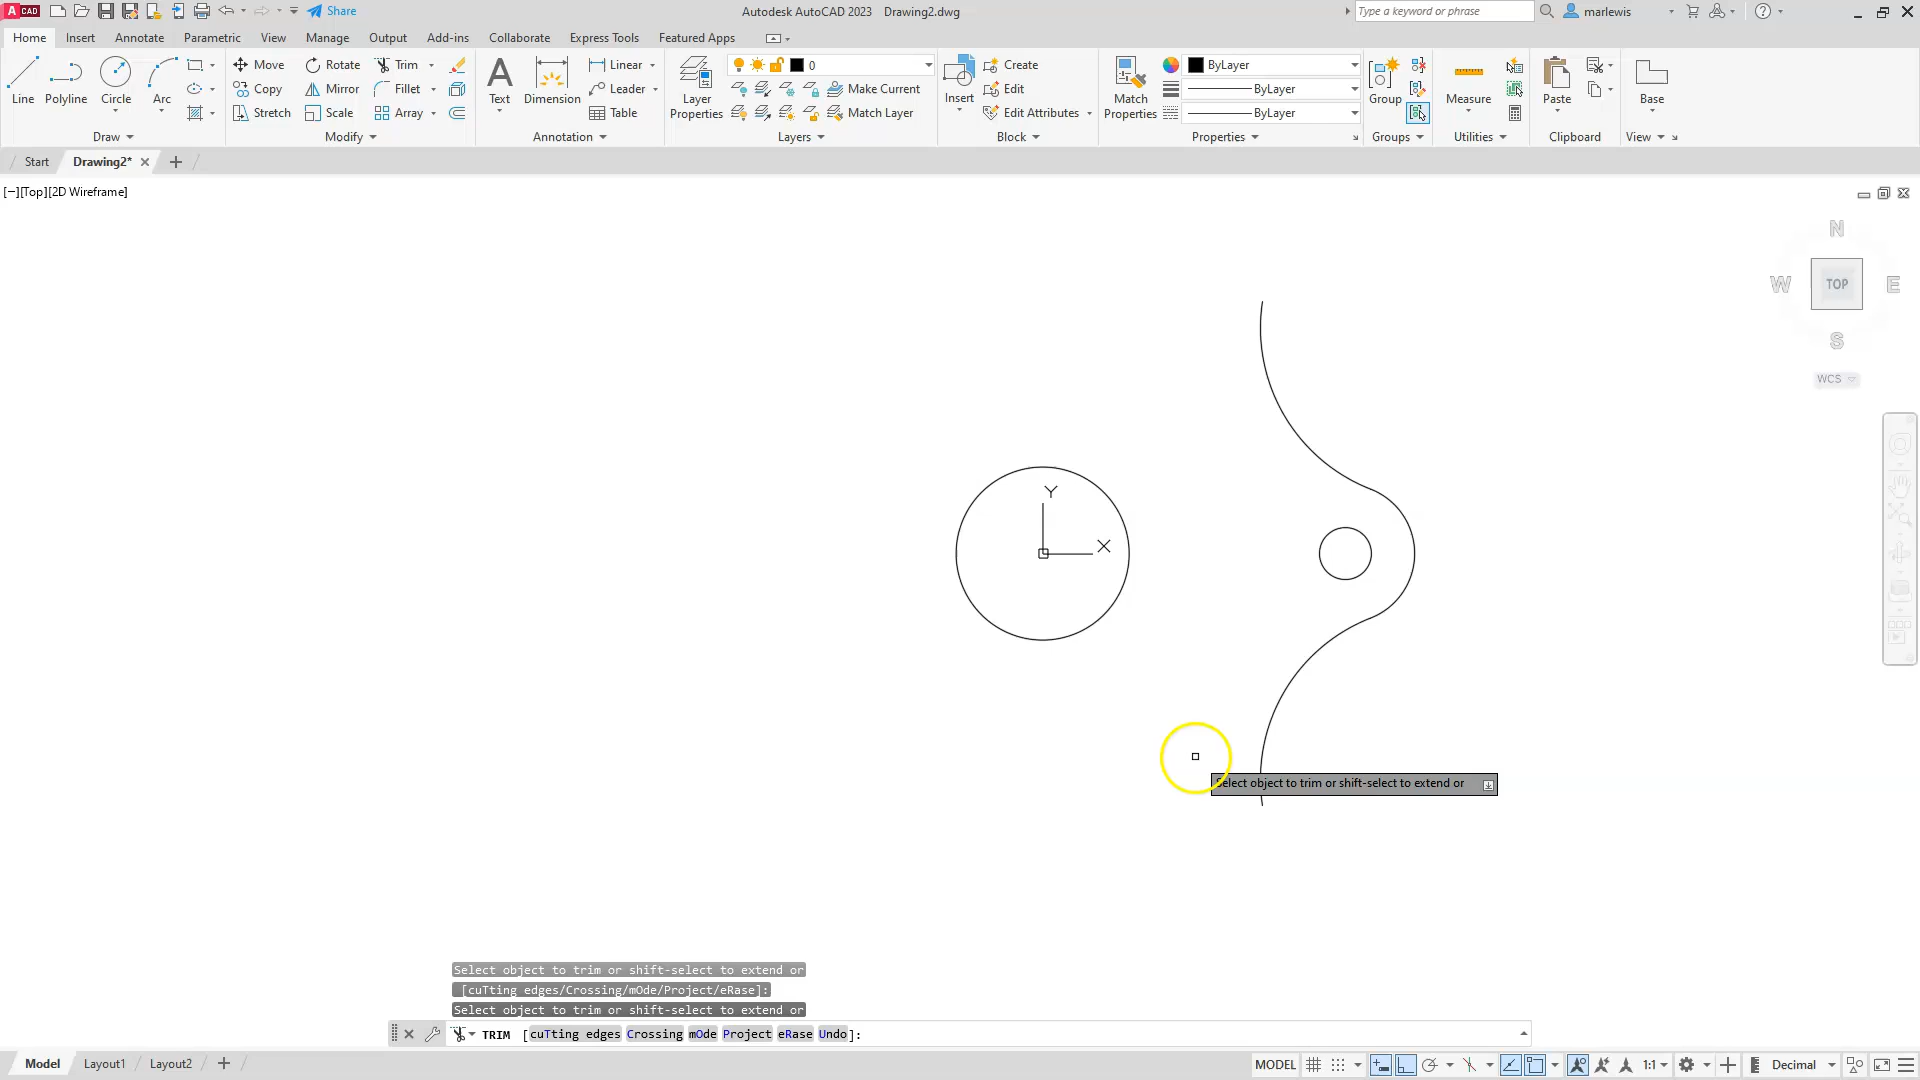 A CAD Share Autodesk AutoCAD 2023 Drawing2.dwg Type a keyword or phrase marlewis
Home Insert Annotate Parametric View Manage Output Add-ins Collaborate Express Tools Featured Apps
Line Polyline Circle Arc
Move Rotate Trim
Copy Mirror Fillet
Stretch Scale Array
Text Dimension
Linear
Leader
Table
Layer Properties
0
Make Current
Match Layer
Insert
Create
Edit
Edit Attributes
Match Properties
ByLayer
ByLayer
ByLayer
Group Measure Paste Base
Draw Modify Annotation Layers Block Properties Groups Utilities Clipboard View
Start Drawing2*
[−][Top][2D Wireframe]
N
W TOP E
S
WCS
Y
X
Select object to trim or shift-select to extend or
Select object to trim or shift-select to extend or
[cuTting edges/Crossing/mOde/Project/eRase]:
Select object to trim or shift-select to extend or
TRIM [cuTting edges Crossing mOde Project eRase Undo]:
Model Layout1 Layout2 MODEL 1:1 Decimal